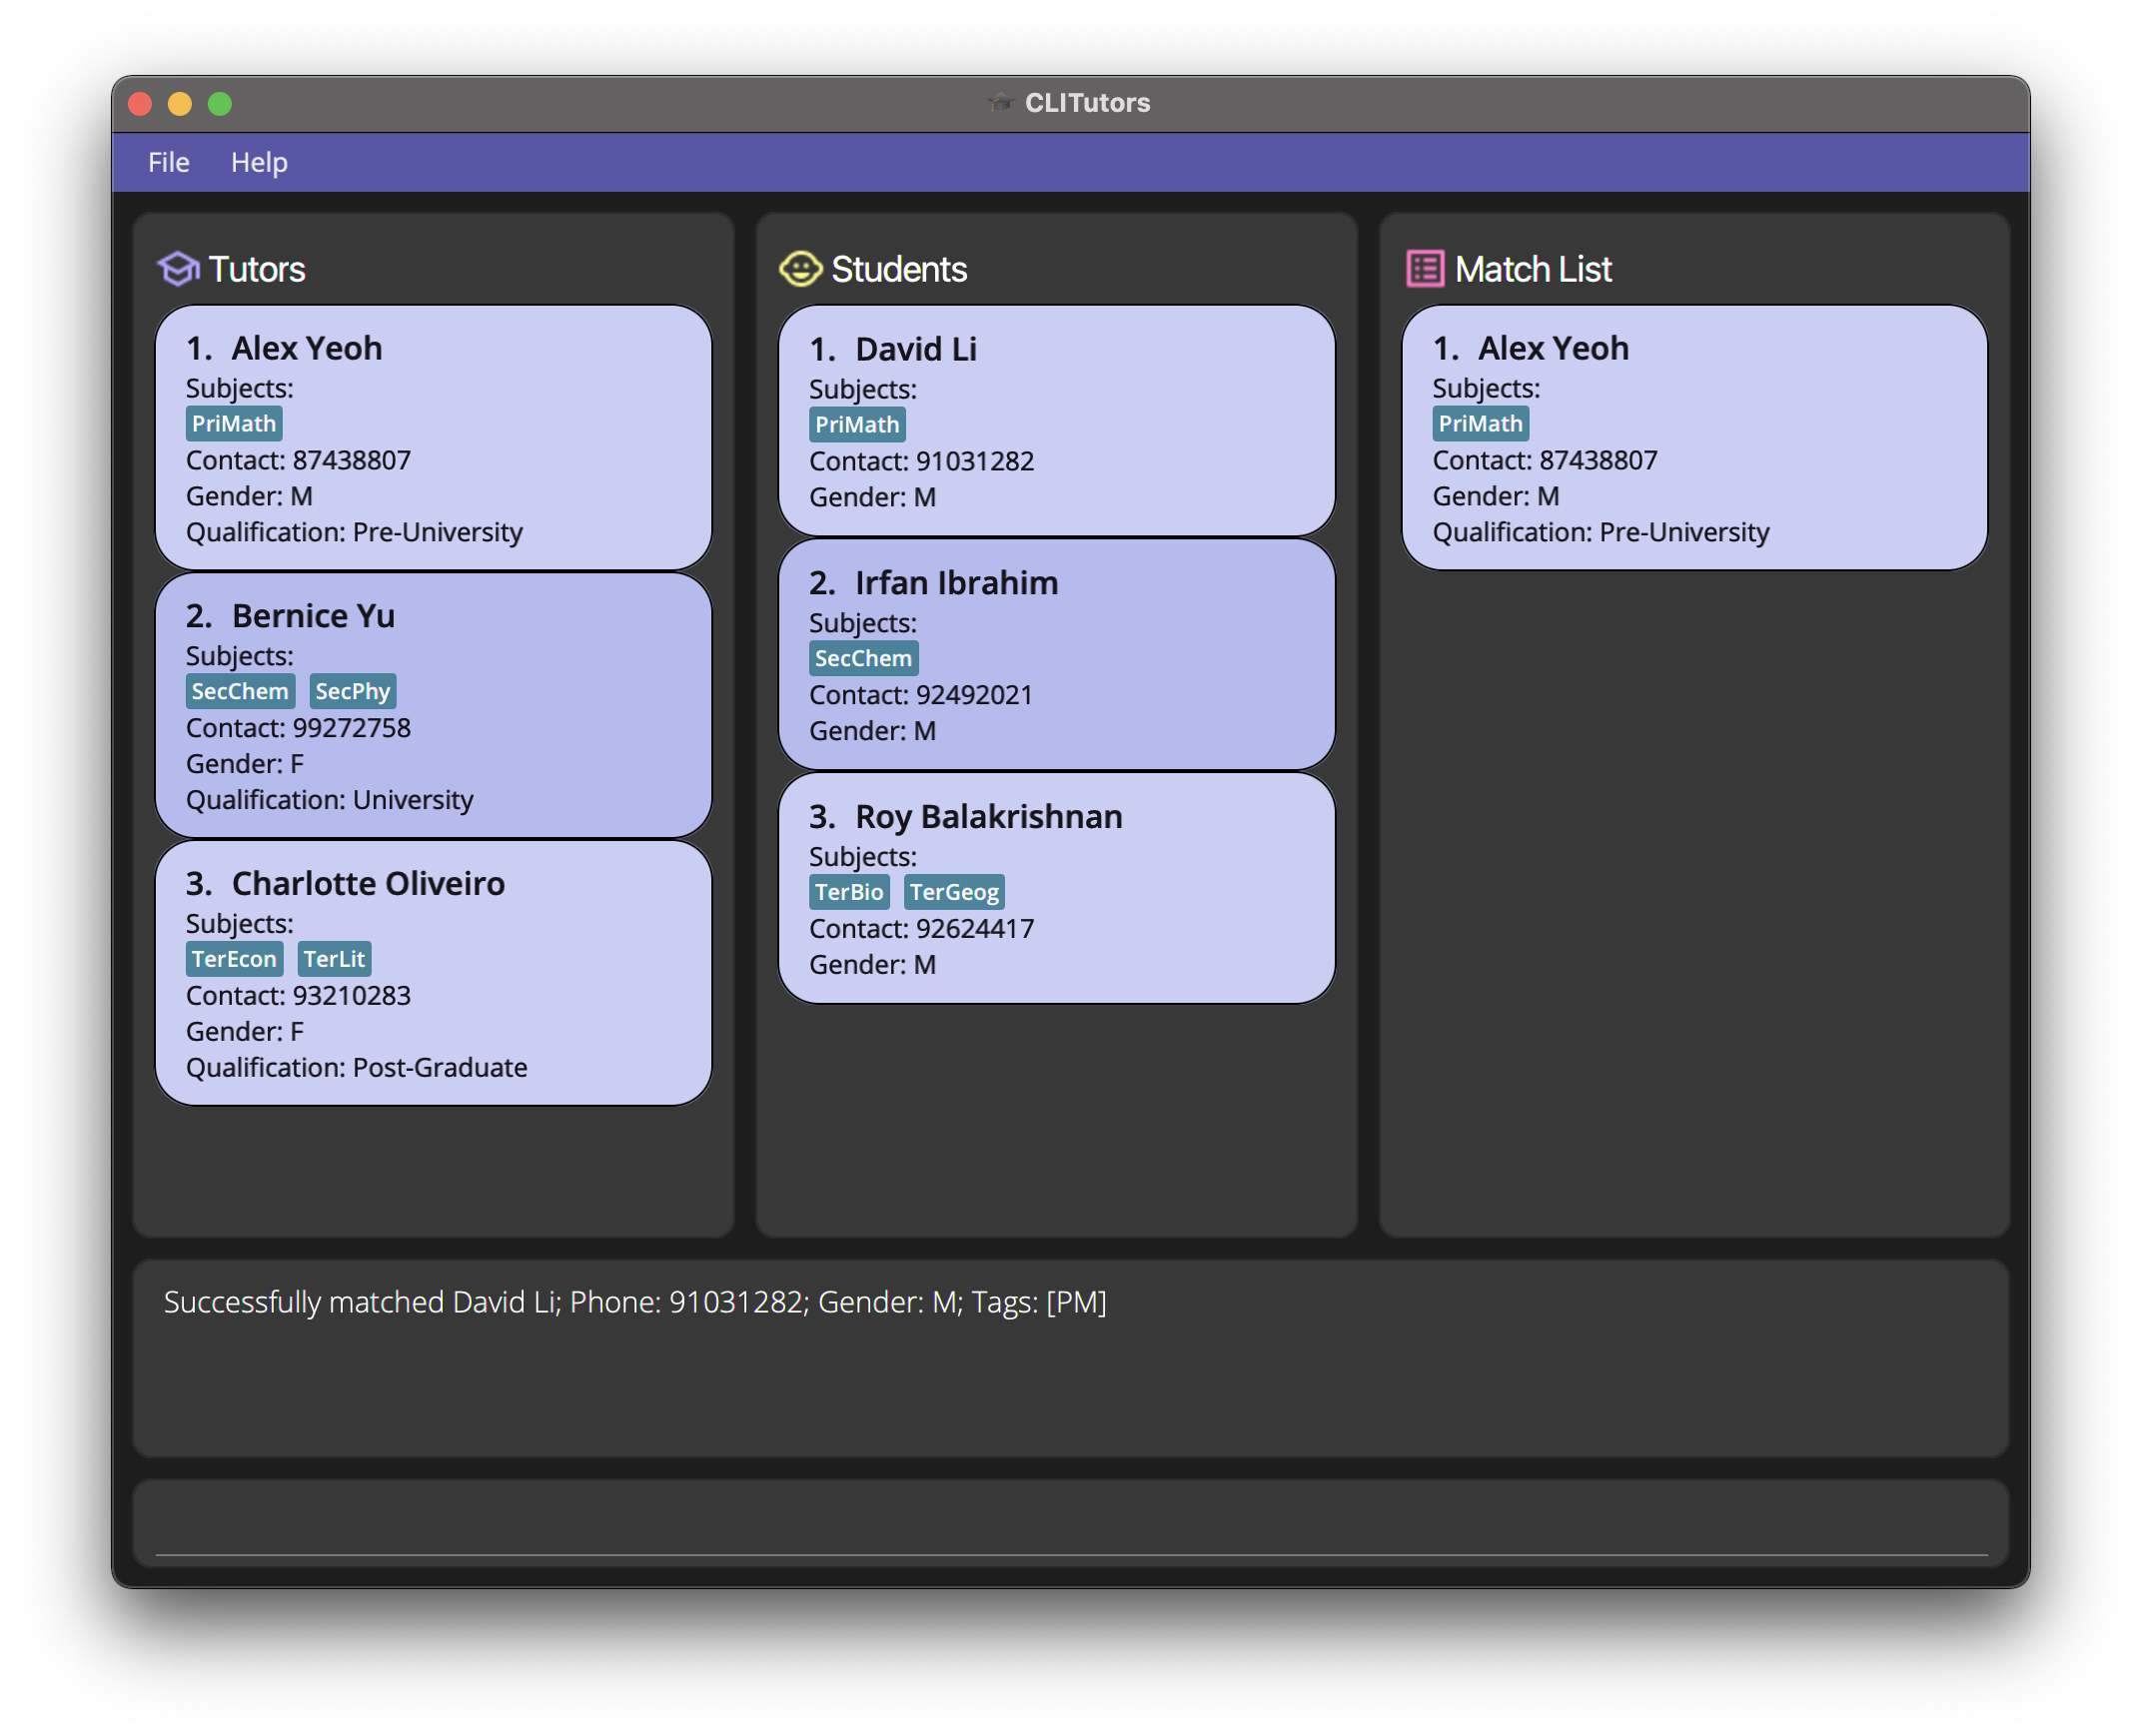 CLITutors
File Help
Tutors
1. Alex Yeoh
Subjects:
PriMath
Contact: 87438807
Gender: M
Qualification: Pre-University
2. Bernice Yu
Subjects:
SecChem SecPhy
Contact: 99272758
Gender: F
Qualification: University
3. Charlotte Oliveiro
Subjects:
TerEcon TerLit
Contact: 93210283
Gender: F
Qualification: Post-Graduate
Students
1. David Li
Subjects:
PriMath
Contact: 91031282
Gender: M
2. Irfan Ibrahim
Subjects:
SecChem
Contact: 92492021
Gender: M
3. Roy Balakrishnan
Subjects:
TerBio TerGeog
Contact: 92624417
Gender: M
Match List
1. Alex Yeoh
Subjects:
PriMath
Contact: 87438807
Gender: M
Qualification: Pre-University
Successfully matched David Li; Phone: 91031282; Gender: M; Tags: [PM]